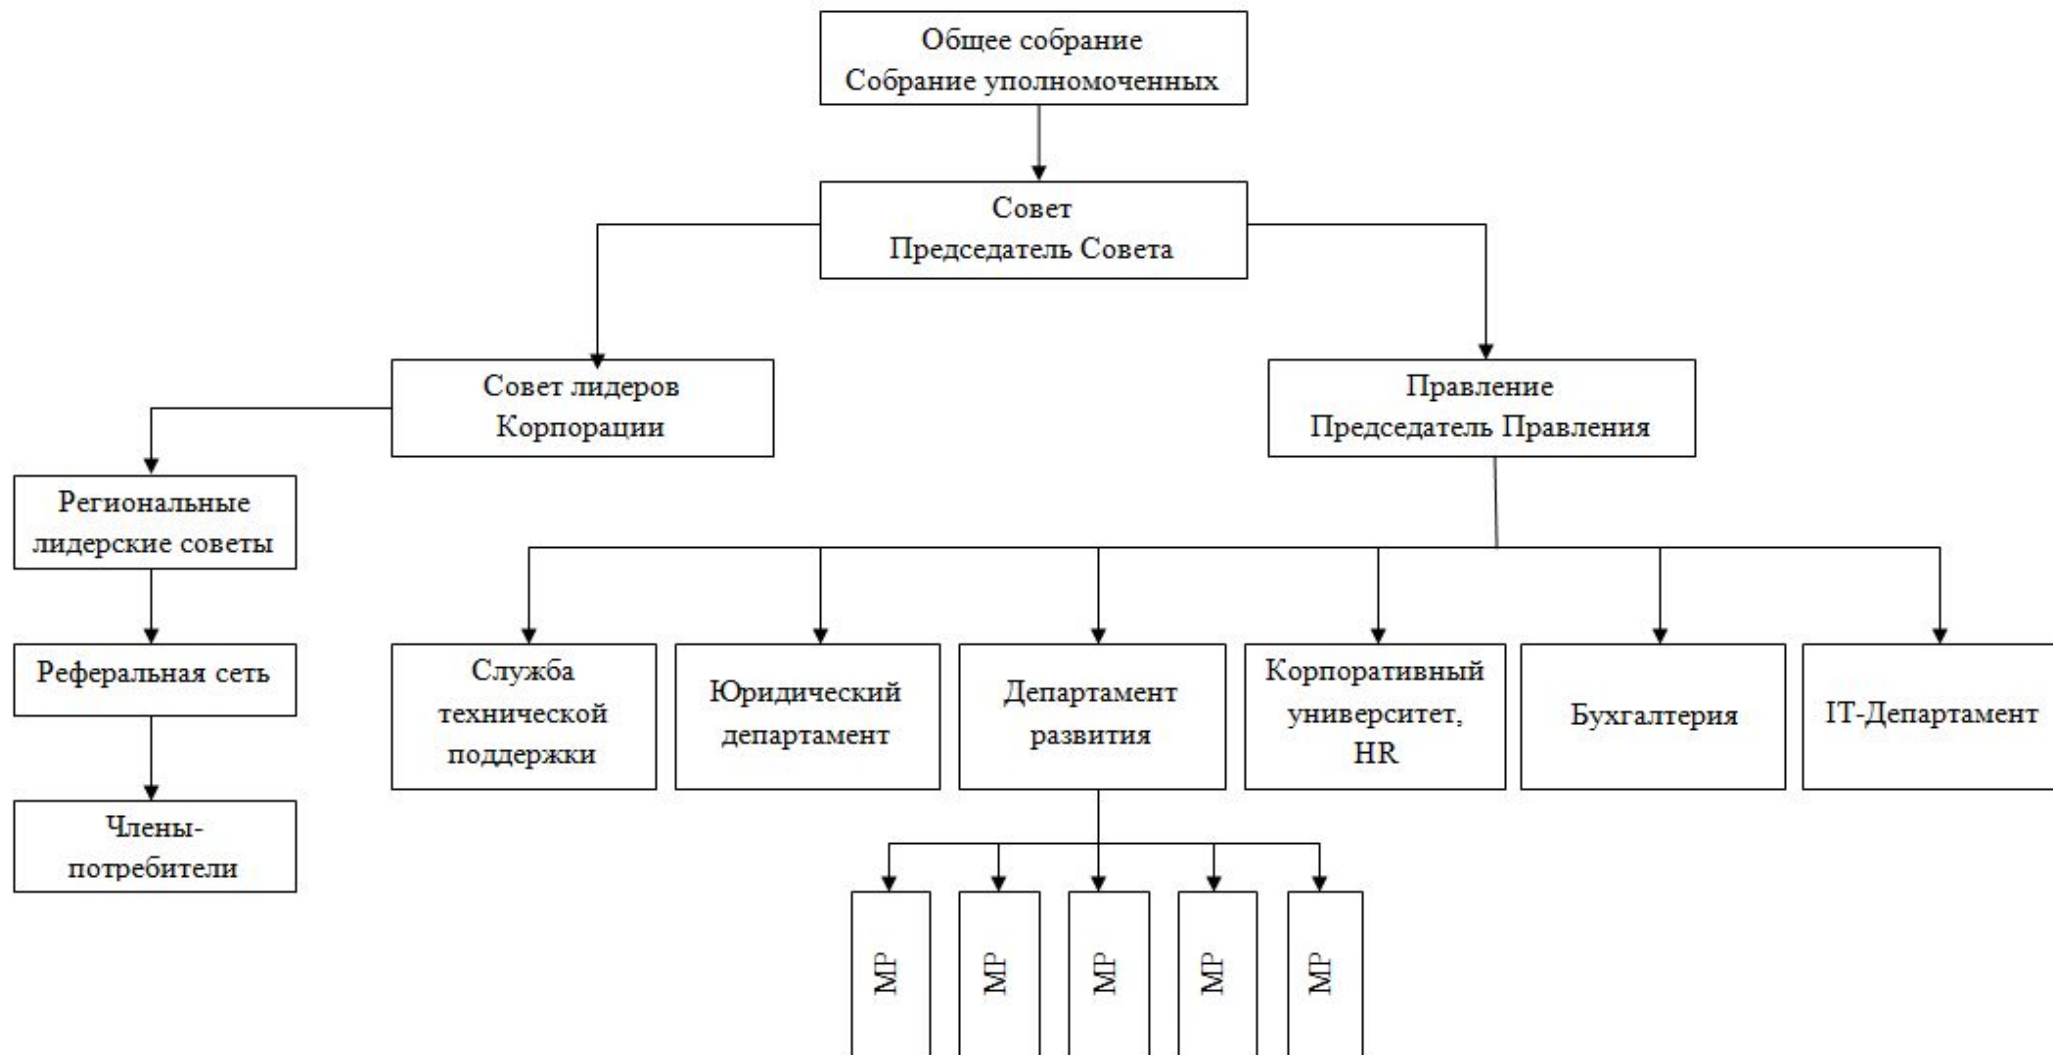 Общее собрание
Собрание уполномоченных
Совет
Председатель Совета
Совет лидеров
Корпорации
Правление
Председатель Правления
Региональные
лидерские советы
Реферальная сеть
Члены-
потребители
Служба
технической
поддержки
Юридический
департамент
Департамент
развития
Корпоративный
университет,
HR
Бухгалтерия
IT-Департамент
МР
МР
МР
МР
МР